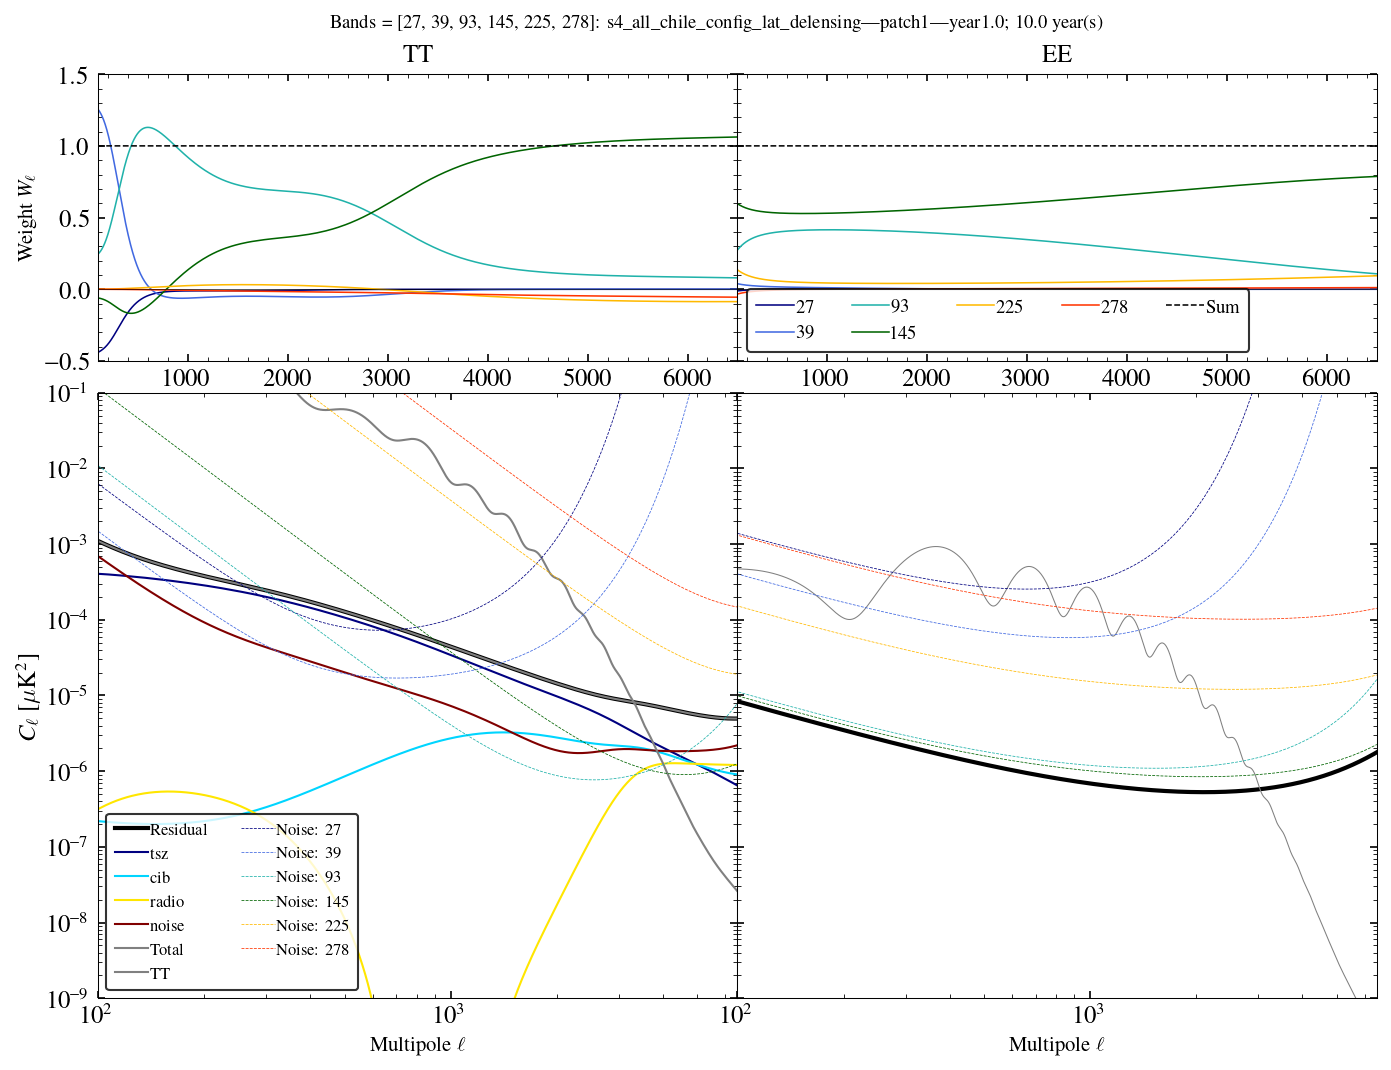 Bands = [27, 39, 93, 145, 225, 278]: s4_all_chile_config_lat_delensing—patch1—year1.0; 10.0 year(s)
TT
EE
1.5
1.0
0.5
0.0
−0.5
Weight W_ℓ
27
93
225
278
Sum
39
145
1000 2000 3000 4000 5000 6000
1000 2000 3000 4000 5000 6000
10^−1
10^−2
10^−3
10^−4
10^−5
10^−6
10^−7
10^−8
10^−9
C_ℓ [μK^2]
Residual
tsz
cib
radio
noise
Total
TT
Noise: 27
Noise: 39
Noise: 93
Noise: 145
Noise: 225
Noise: 278
10^2 10^3
10^2 10^3
Multipole ℓ
Multipole ℓ